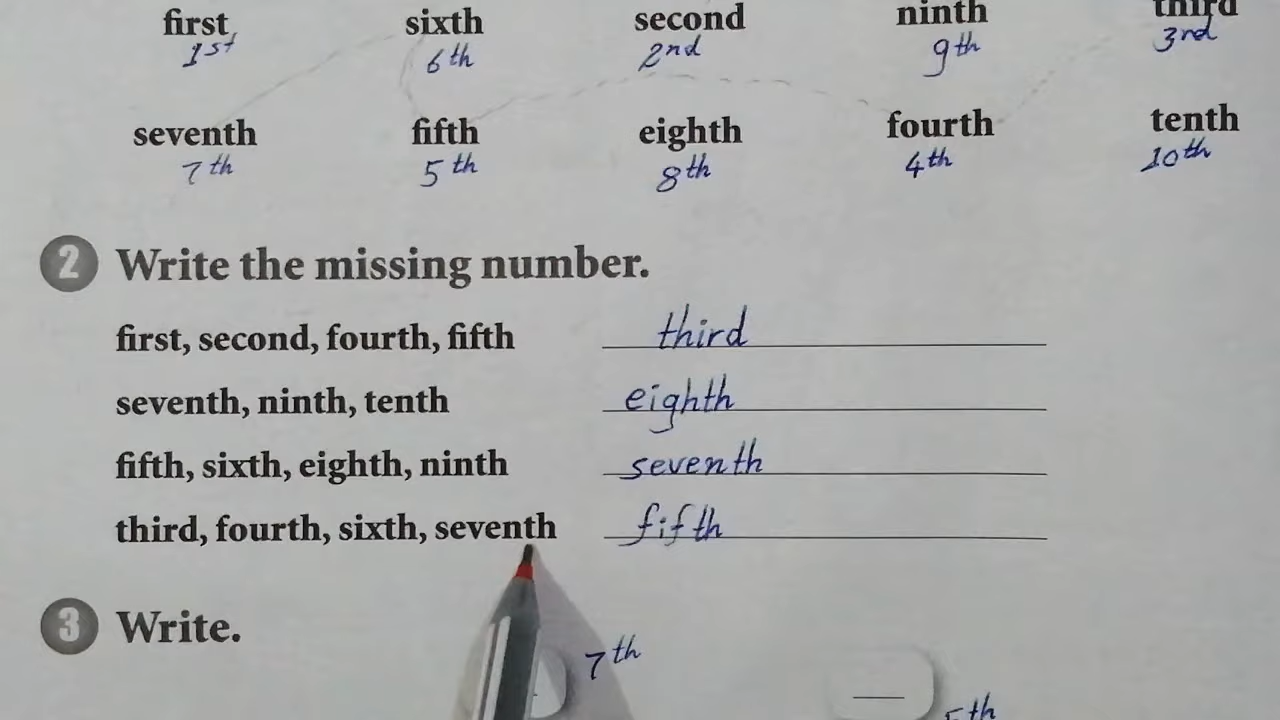 first sixth second ninth third
1st 6th 2nd 9th 3rd
seventh fifth eighth fourth tenth
7th 5th 8th 4th 10th
2 Write the missing number.
first, second, fourth, fifth third
seventh, ninth, tenth eighth
fifth, sixth, eighth, ninth seventh
third, fourth, sixth, seventh fifth
3 Write.
7th
5th